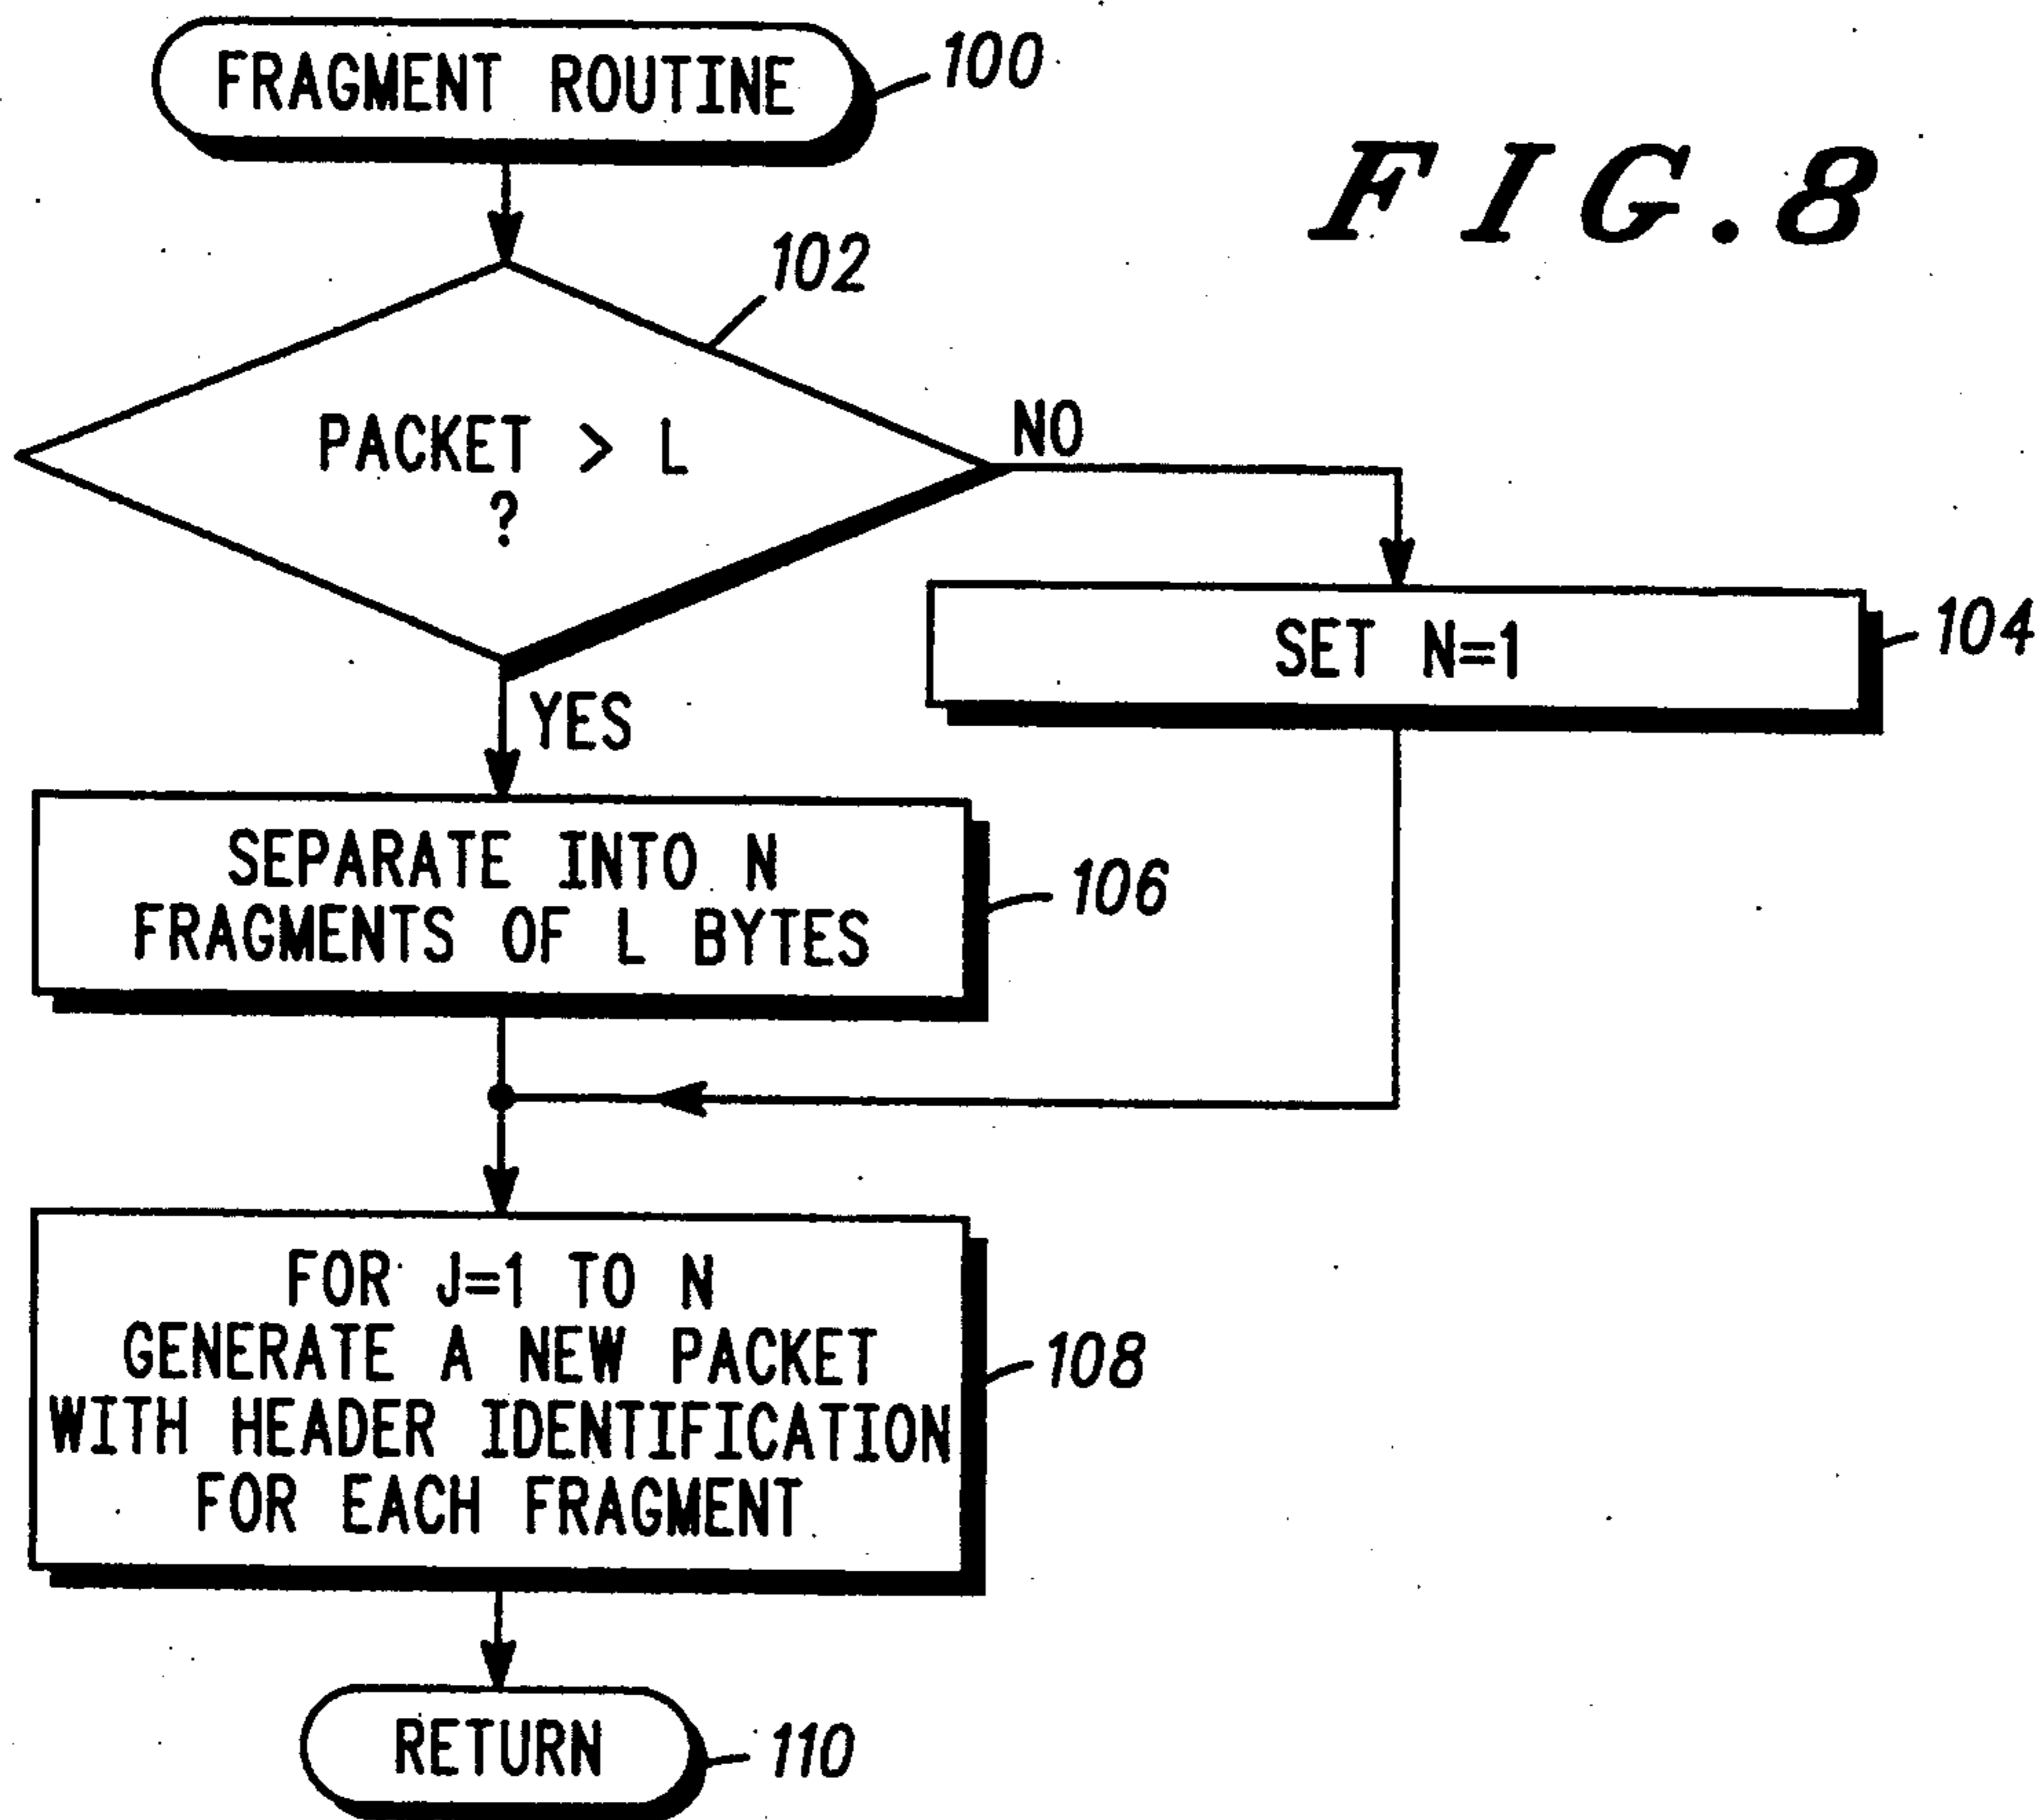 FRAGMENT ROUTINE
100
FIG.8
102
PACKET > L
?
NO
SET N=1
104
YES
SEPARATE INTO N
FRAGMENTS OF L BYTES
106
FOR J=1 TO N
GENERATE A NEW PACKET
WITH HEADER IDENTIFICATION
FOR EACH FRAGMENT
108
RETURN
110